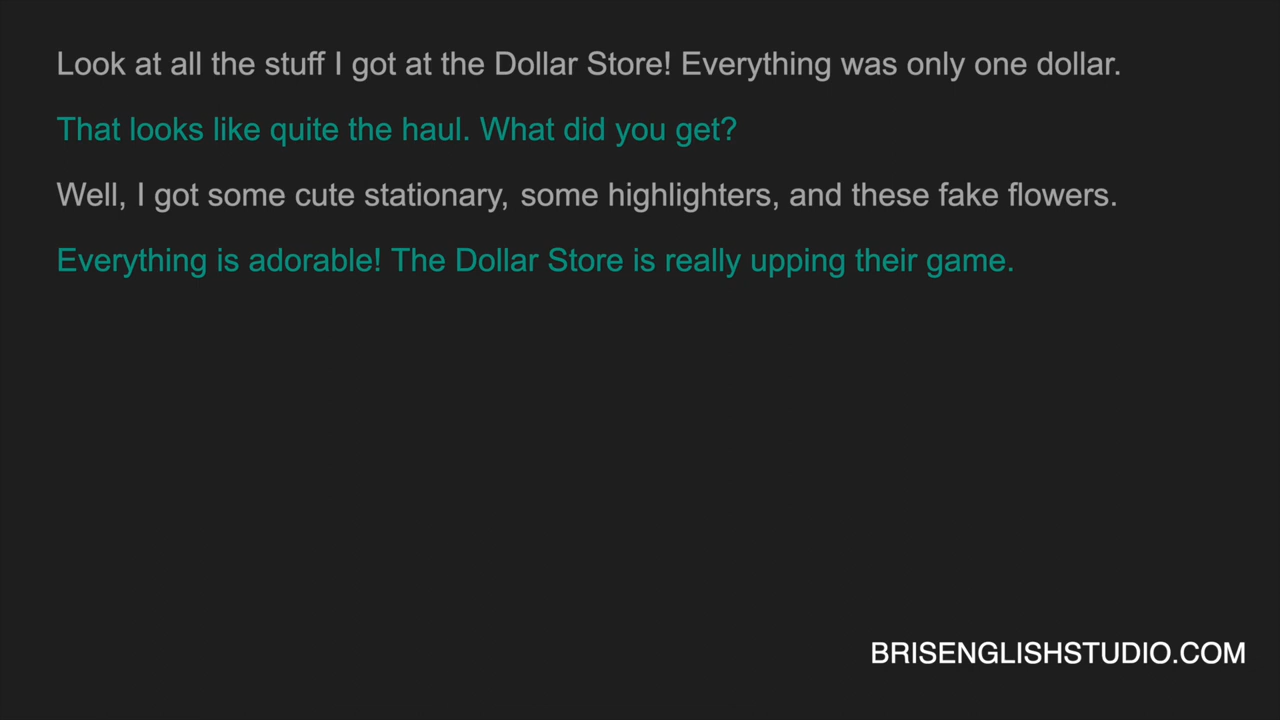 Look at all the stuff I got at the Dollar Store! Everything was only one dollar.
That looks like quite the haul. What did you get?
Well, I got some cute stationary, some highlighters, and these fake flowers.
Everything is adorable! The Dollar Store is really upping their game.
BRISENGLISHSTUDIO.COM